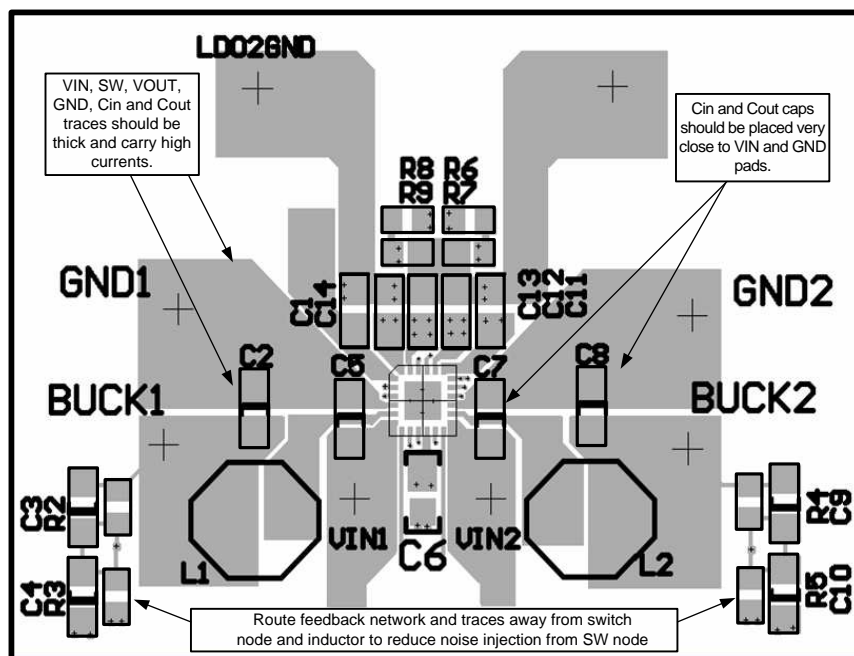 LDO2GND
VIN, SW, VOUT,
GND, Cin and Cout
traces should be
thick and carry high
currents.
Cin and Cout caps
should be placed very
close to VIN and GND
pads.
R8
R9
R6
R7
GND1
C1
C14
C13
C12
C11
GND2
C2
C5
C7
C8
BUCK1
BUCK2
C3
R2
VIN1
C6
VIN2
R4
C9
L1
L2
C4
R3
R5
C10
Route feedback network and traces away from switch
node and inductor to reduce noise injection from SW node